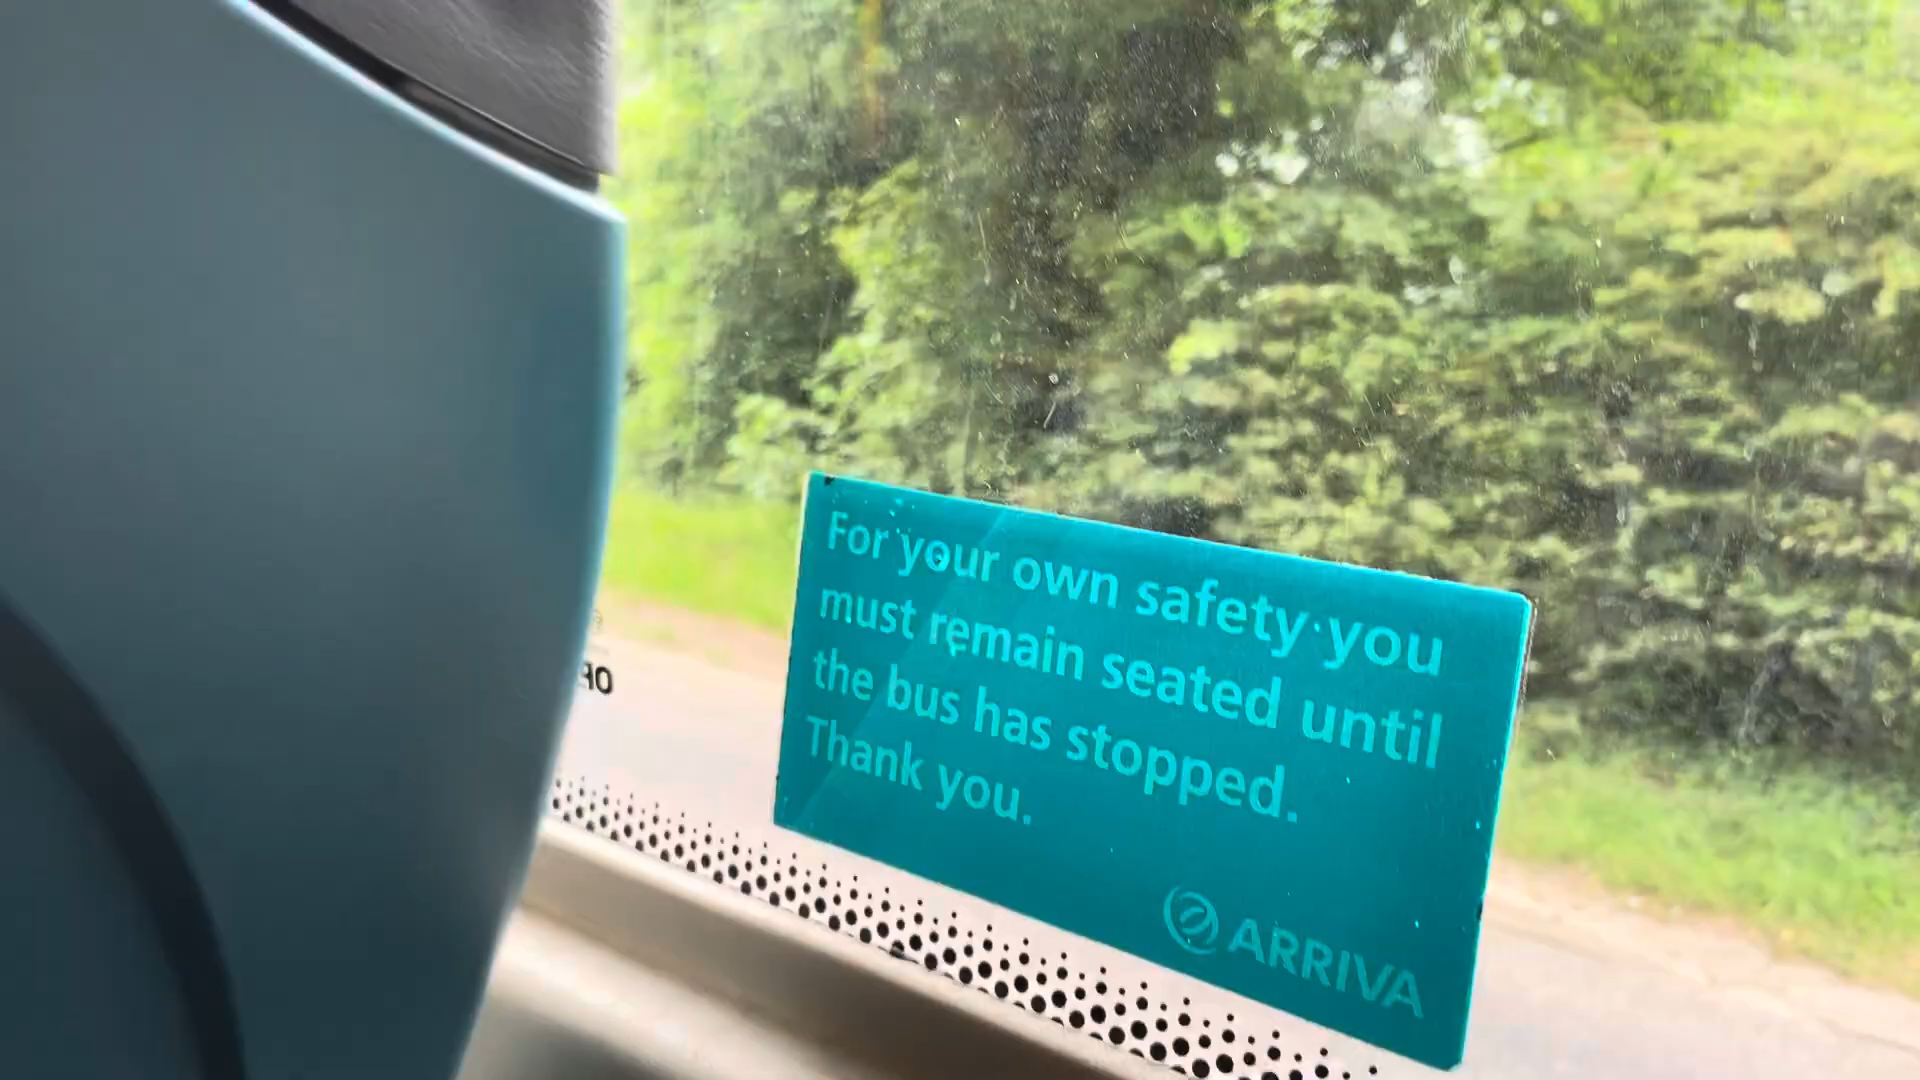 For your own safety you
must remain seated until
the bus has stopped.
Thank you.
ARRIVA